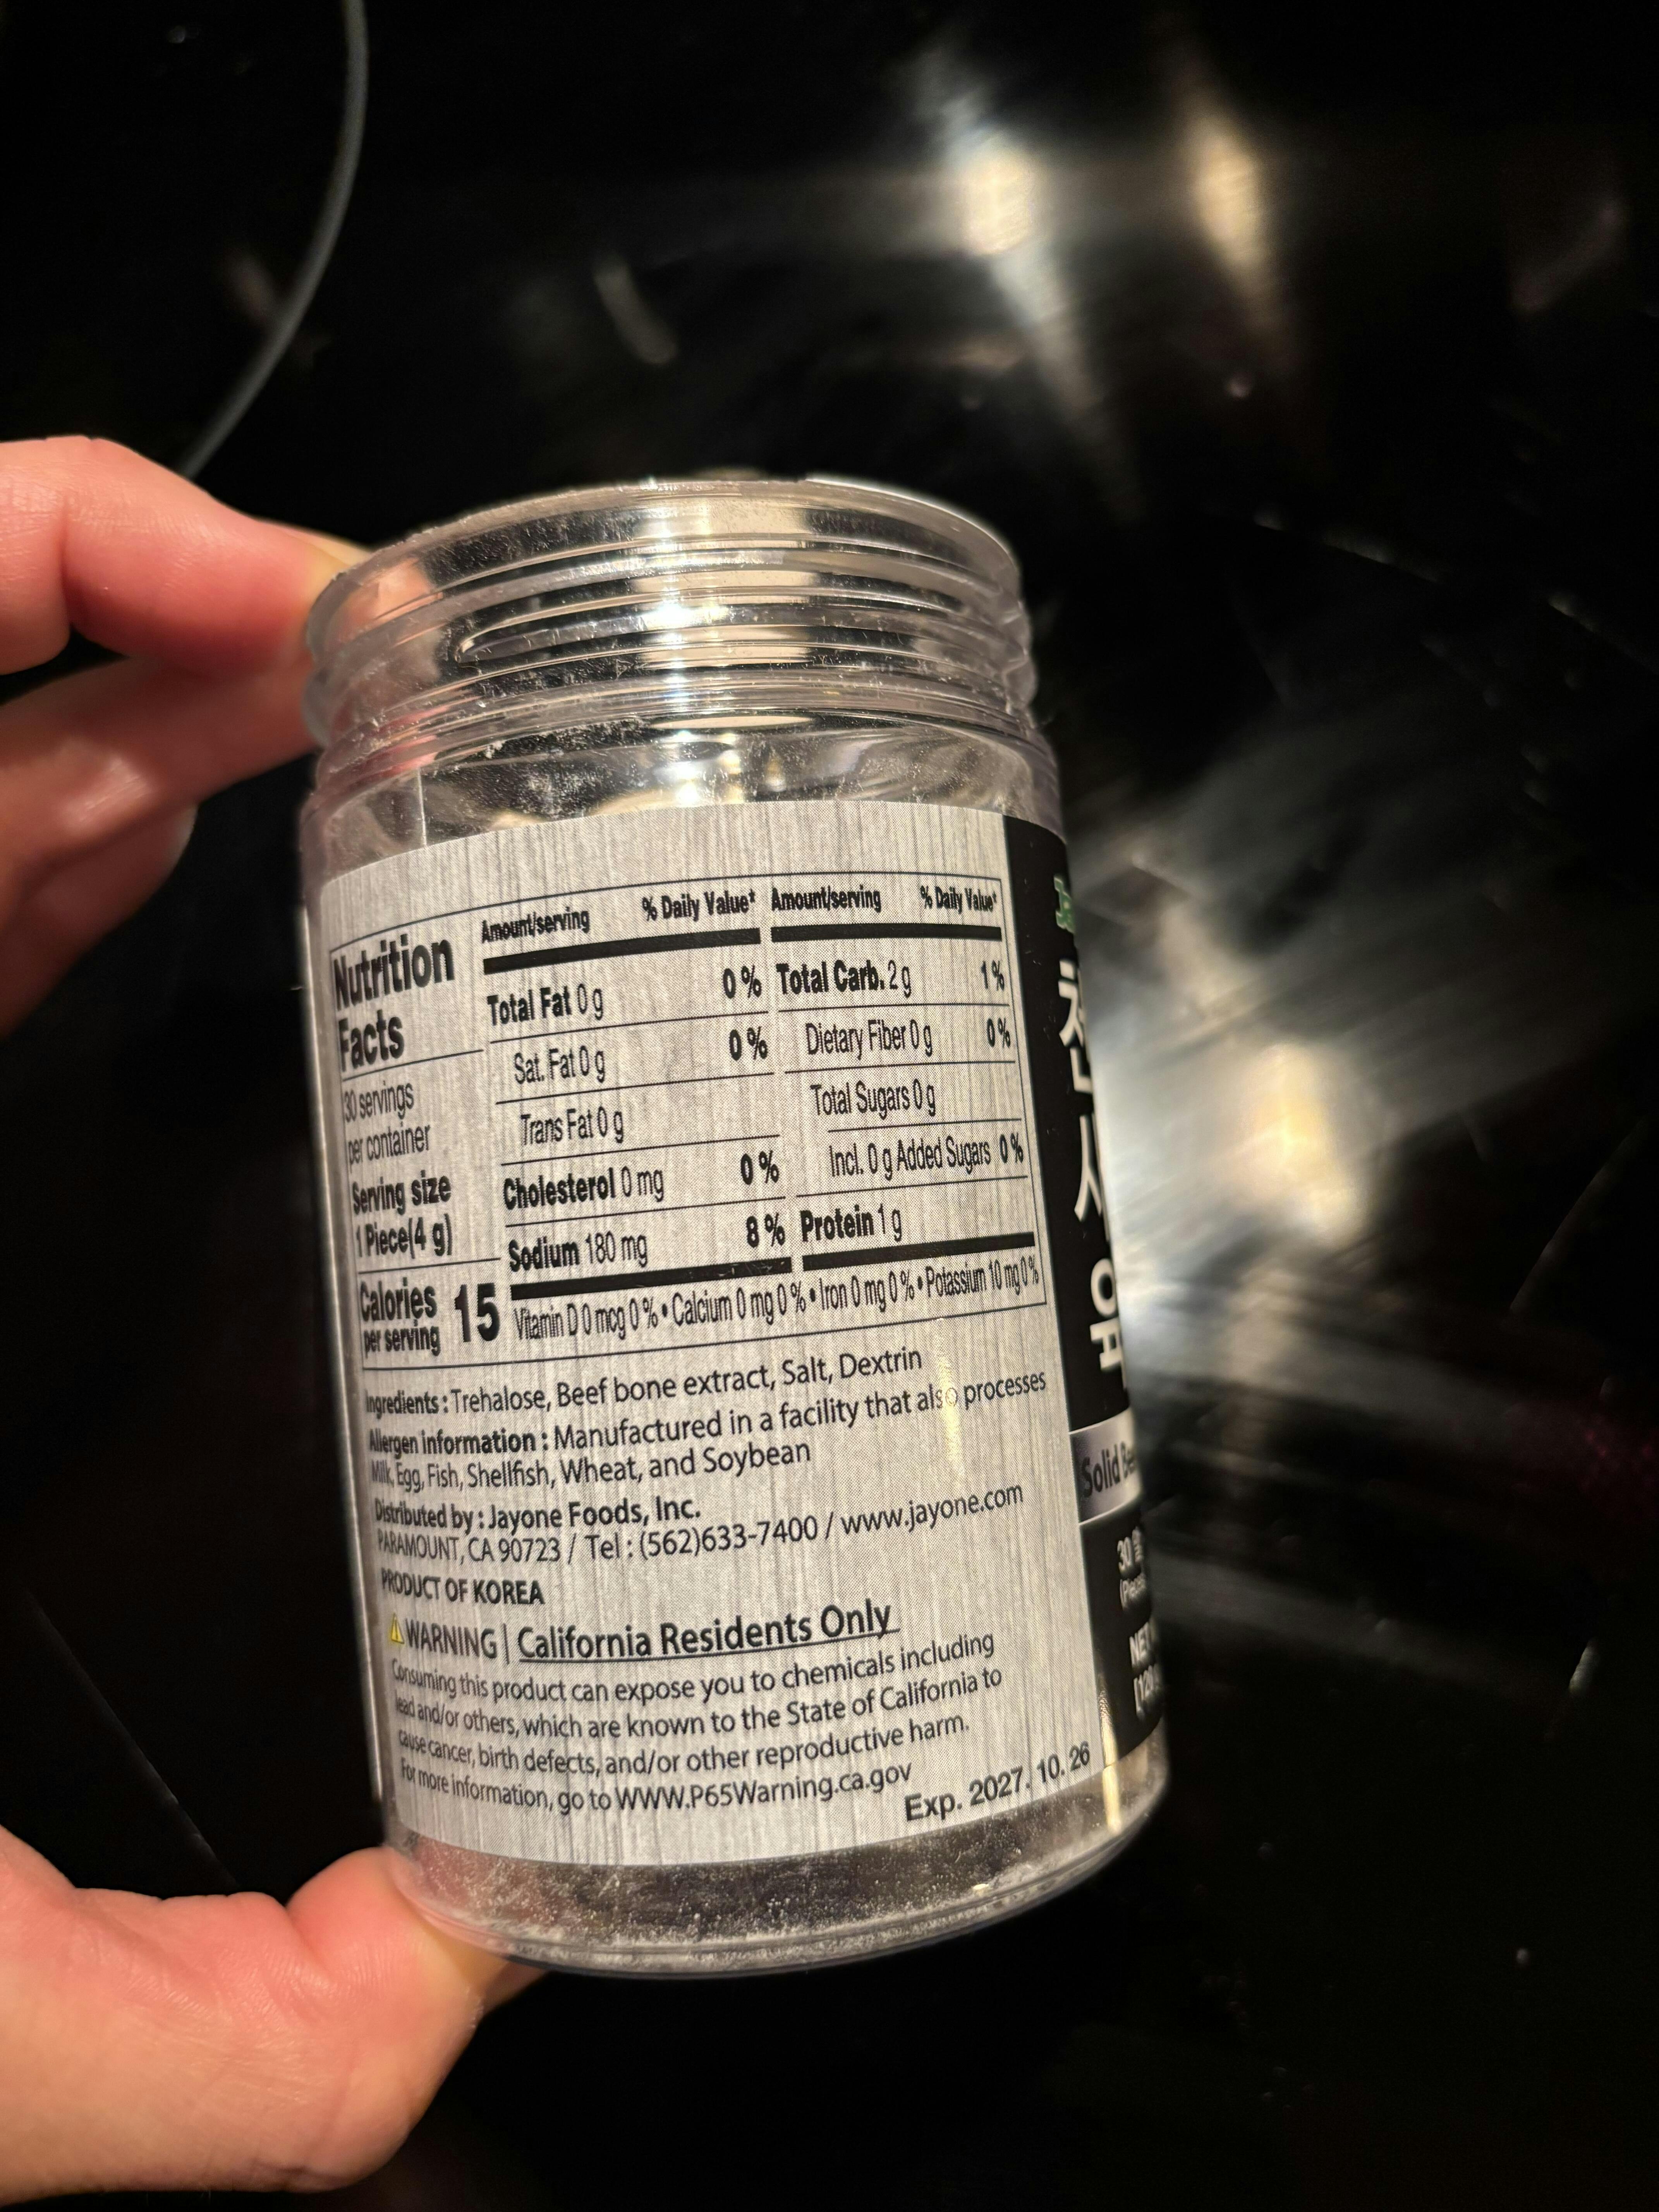 Nutrition
Facts
30 servings
per container
Serving size
1 Piece(4 g)
Calories 15
per serving
Amount/serving % Daily Value*
Total Fat 0 g 0 %
Sat. Fat 0 g 0 %
Trans Fat 0 g
Cholesterol 0 mg 0 %
Sodium 180 mg 8 %
Amount/serving % Daily Value*
Total Carb. 2 g 1 %
Dietary Fiber 0 g 0 %
Total Sugars 0 g
Incl. 0 g Added Sugars 0 %
Protein 1 g
Vitamin D 0 mcg 0 % • Calcium 0 mg 0 % • Iron 0 mg 0 % • Potassium 10 mg 0 %
Ingredients : Trehalose, Beef bone extract, Salt, Dextrin
Allergen information : Manufactured in a facility that also processes
Milk, Egg, Fish, Shellfish, Wheat, and Soybean
Distributed by : Jayone Foods, Inc.
PARAMOUNT, CA 90723 / Tel : (562)633-7400 / www.jayone.com
PRODUCT OF KOREA
WARNING | California Residents Only
Consuming this product can expose you to chemicals including
lead and/or others, which are known to the State of California to
cause cancer, birth defects, and/or other reproductive harm.
For more information, go to WWW.P65Warning.ca.gov
Exp. 2027. 10. 26
Solid
30